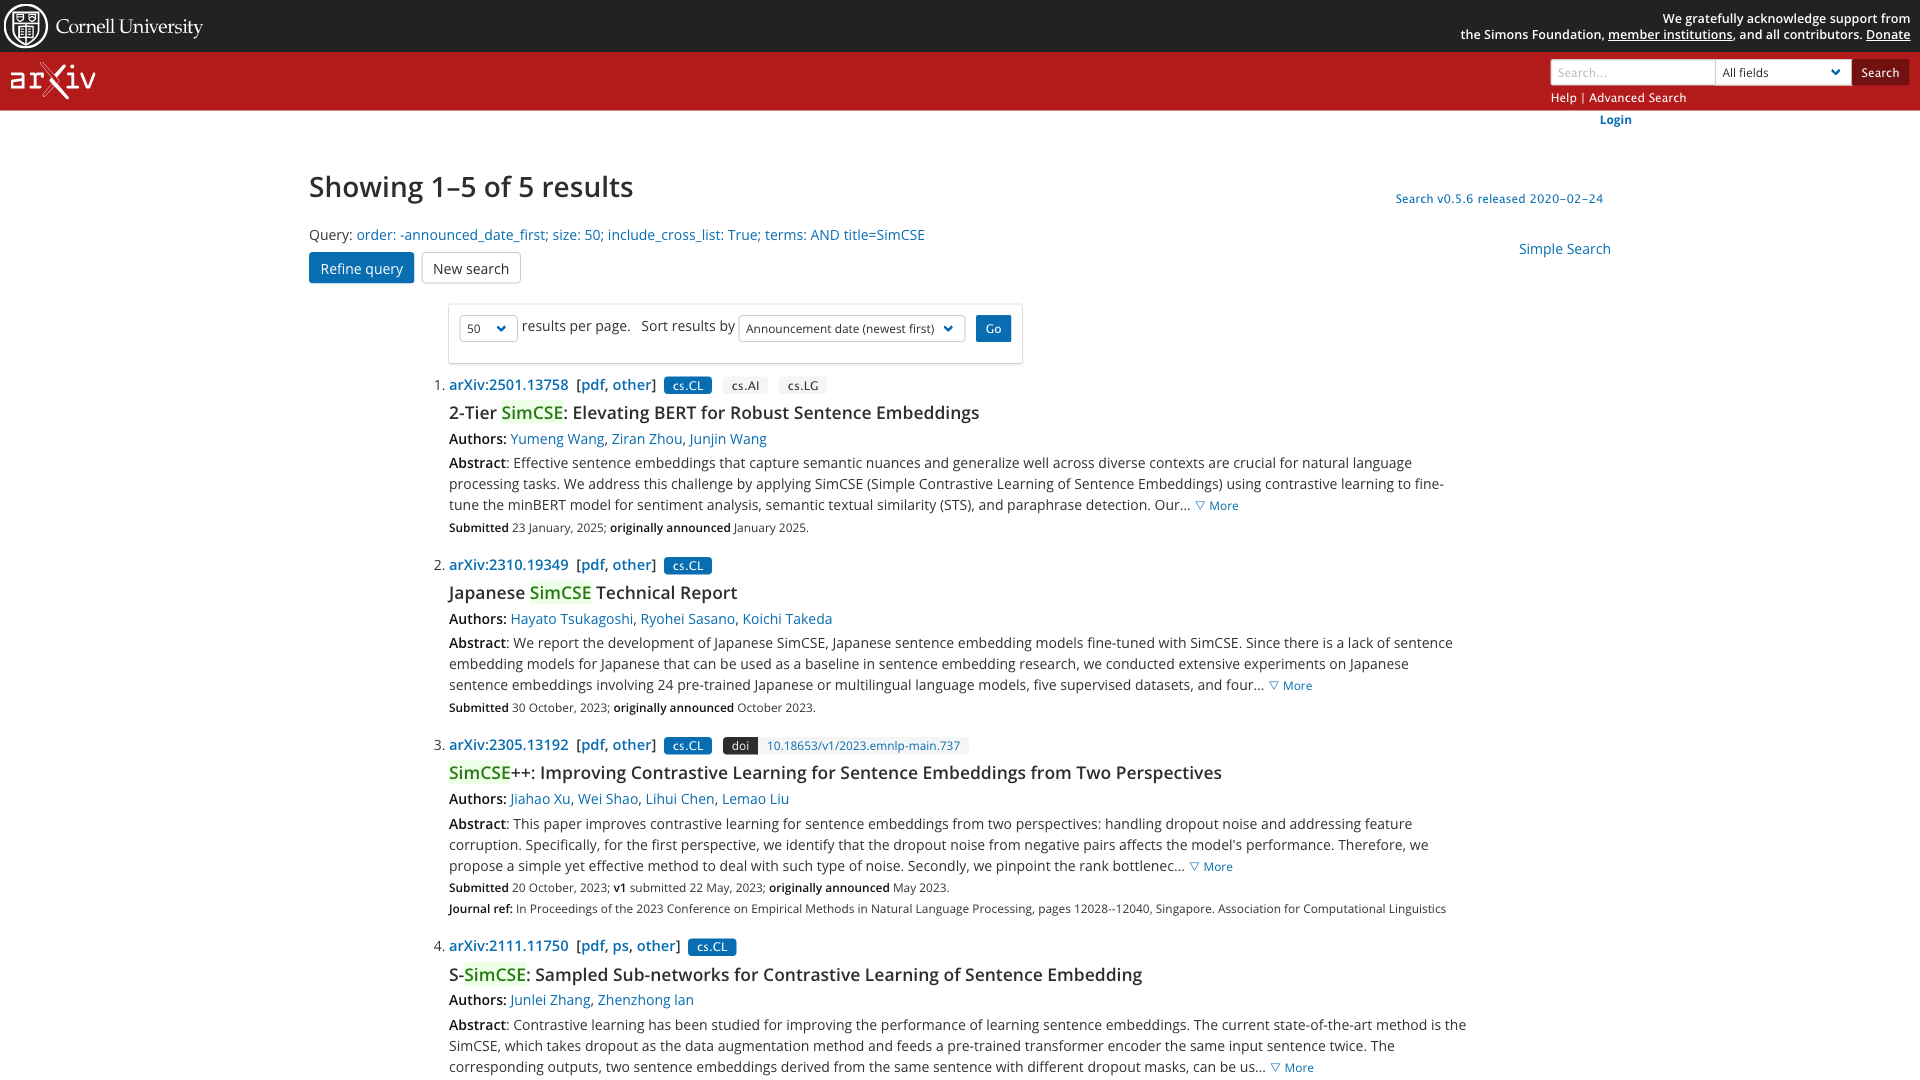 Cornell University
We gratefully acknowledge support from
the Simons Foundation, member institutions, and all contributors. Donate
arXiv
Search... All fields Search
Help | Advanced Search
Login
Showing 1–5 of 5 results
Search v0.5.6 released 2020-02-24
Query: order: -announced_date_first; size: 50; include_cross_list: True; terms: AND title=SimCSE
Simple Search
Refine query New search
50 results per page. Sort results by Announcement date (newest first) Go
1. arXiv:2501.13758 [pdf, other] cs.CL cs.AI cs.LG
2-Tier SimCSE: Elevating BERT for Robust Sentence Embeddings
Authors: Yumeng Wang, Ziran Zhou, Junjin Wang
Abstract: Effective sentence embeddings that capture semantic nuances and generalize well across diverse contexts are crucial for natural language
processing tasks. We address this challenge by applying SimCSE (Simple Contrastive Learning of Sentence Embeddings) using contrastive learning to fine-
tune the minBERT model for sentiment analysis, semantic textual similarity (STS), and paraphrase detection. Our... ▽ More
Submitted 23 January, 2025; originally announced January 2025.
2. arXiv:2310.19349 [pdf, other] cs.CL
Japanese SimCSE Technical Report
Authors: Hayato Tsukagoshi, Ryohei Sasano, Koichi Takeda
Abstract: We report the development of Japanese SimCSE, Japanese sentence embedding models fine-tuned with SimCSE. Since there is a lack of sentence
embedding models for Japanese that can be used as a baseline in sentence embedding research, we conducted extensive experiments on Japanese
sentence embeddings involving 24 pre-trained Japanese or multilingual language models, five supervised datasets, and four... ▽ More
Submitted 30 October, 2023; originally announced October 2023.
3. arXiv:2305.13192 [pdf, other] cs.CL doi 10.18653/v1/2023.emnlp-main.737
SimCSE++: Improving Contrastive Learning for Sentence Embeddings from Two Perspectives
Authors: Jiahao Xu, Wei Shao, Lihui Chen, Lemao Liu
Abstract: This paper improves contrastive learning for sentence embeddings from two perspectives: handling dropout noise and addressing feature
corruption. Specifically, for the first perspective, we identify that the dropout noise from negative pairs affects the model's performance. Therefore, we
propose a simple yet effective method to deal with such type of noise. Secondly, we pinpoint the rank bottlenec... ▽ More
Submitted 20 October, 2023; v1 submitted 22 May, 2023; originally announced May 2023.
Journal ref: In Proceedings of the 2023 Conference on Empirical Methods in Natural Language Processing, pages 12028--12040, Singapore. Association for Computational Linguistics
4. arXiv:2111.11750 [pdf, ps, other] cs.CL
S-SimCSE: Sampled Sub-networks for Contrastive Learning of Sentence Embedding
Authors: Junlei Zhang, Zhenzhong lan
Abstract: Contrastive learning has been studied for improving the performance of learning sentence embeddings. The current state-of-the-art method is the
SimCSE, which takes dropout as the data augmentation method and feeds a pre-trained transformer encoder the same input sentence twice. The
corresponding outputs, two sentence embeddings derived from the same sentence with different dropout masks, can be us... ▽ More